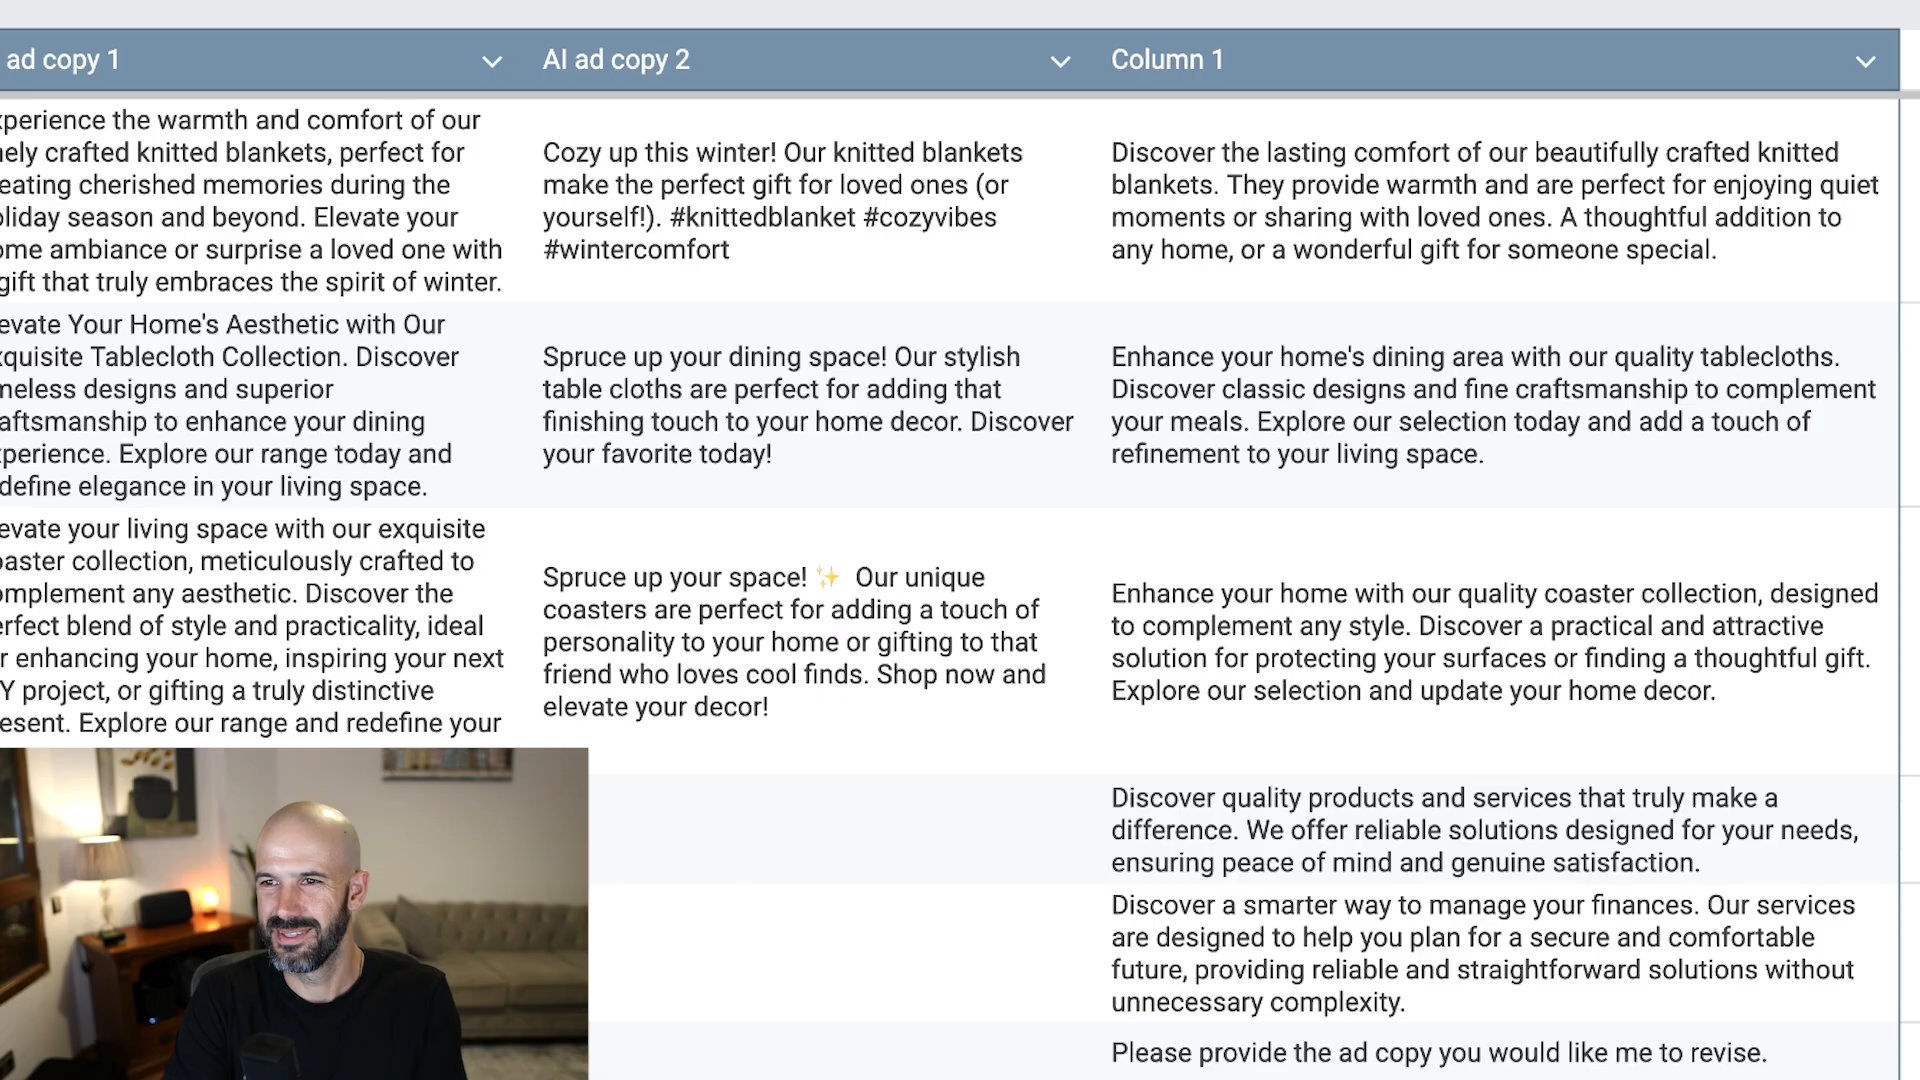 ad copy 1
AI ad copy 2
Column 1
perience the warmth and comfort of our
ely crafted knitted blankets, perfect for
eating cherished memories during the
liday season and beyond. Elevate your
ome ambiance or surprise a loved one with
gift that truly embraces the spirit of winter.
Cozy up this winter! Our knitted blankets
make the perfect gift for loved ones (or
yourself!). #knittedblanket #cozyvibes
#wintercomfort
Discover the lasting comfort of our beautifully crafted knitted
blankets. They provide warmth and are perfect for enjoying quiet
moments or sharing with loved ones. A thoughtful addition to
any home, or a wonderful gift for someone special.
evate Your Home's Aesthetic with Our
quisite Tablecloth Collection. Discover
meless designs and superior
aftsmanship to enhance your dining
perience. Explore our range today and
define elegance in your living space.
Spruce up your dining space! Our stylish
table cloths are perfect for adding that
finishing touch to your home decor. Discover
your favorite today!
Enhance your home's dining area with our quality tablecloths.
Discover classic designs and fine craftsmanship to complement
your meals. Explore our selection today and add a touch of
refinement to your living space.
evate your living space with our exquisite
aster collection, meticulously crafted to
mplement any aesthetic. Discover the
erfect blend of style and practicality, ideal
r enhancing your home, inspiring your next
Y project, or gifting a truly distinctive
esent. Explore our range and redefine your
Spruce up your space! ✨ Our unique
coasters are perfect for adding a touch of
personality to your home or gifting to that
friend who loves cool finds. Shop now and
elevate your decor!
Enhance your home with our quality coaster collection, designed
to complement any style. Discover a practical and attractive
solution for protecting your surfaces or finding a thoughtful gift.
Explore our selection and update your home decor.
Discover quality products and services that truly make a
difference. We offer reliable solutions designed for your needs,
ensuring peace of mind and genuine satisfaction.
Discover a smarter way to manage your finances. Our services
are designed to help you plan for a secure and comfortable
future, providing reliable and straightforward solutions without
unnecessary complexity.
Please provide the ad copy you would like me to revise.